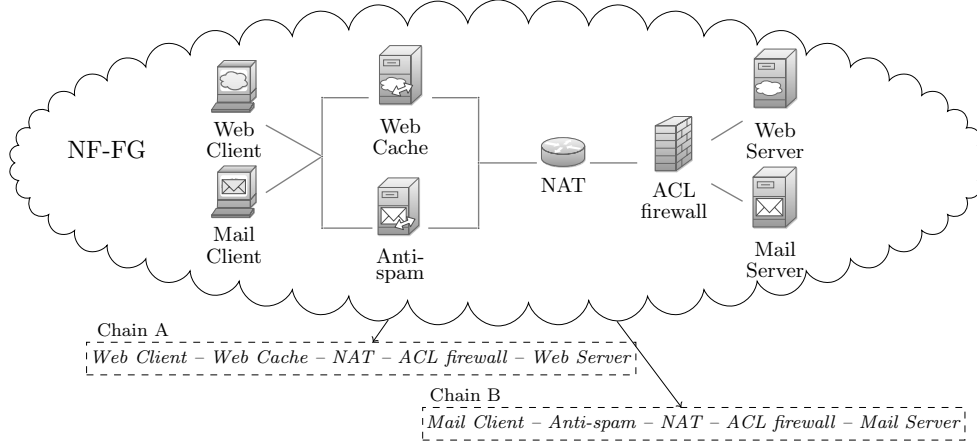 NF-FG
Web
Client
Mail
Client
Web
Cache
Anti-
spam
NAT
ACL
firewall
Web
Server
Mail
Server
Chain A
Web Client – Web Cache – NAT – ACL firewall – Web Server
Chain B
Mail Client – Anti-spam – NAT – ACL firewall – Mail Server